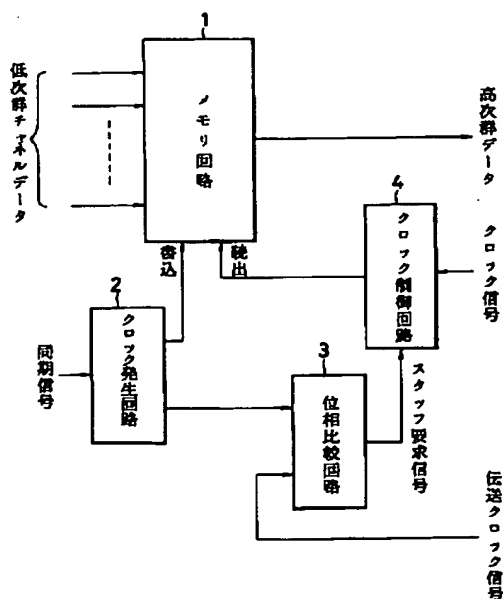 1
メモリ回路
低次群チャネルデータ
高次群データ
4
クロック制御回路
クロック信号
書込
読出
2
クロック発生回路
同期信号
3
位相比較回路
スタッフ要求信号
伝送クロック信号